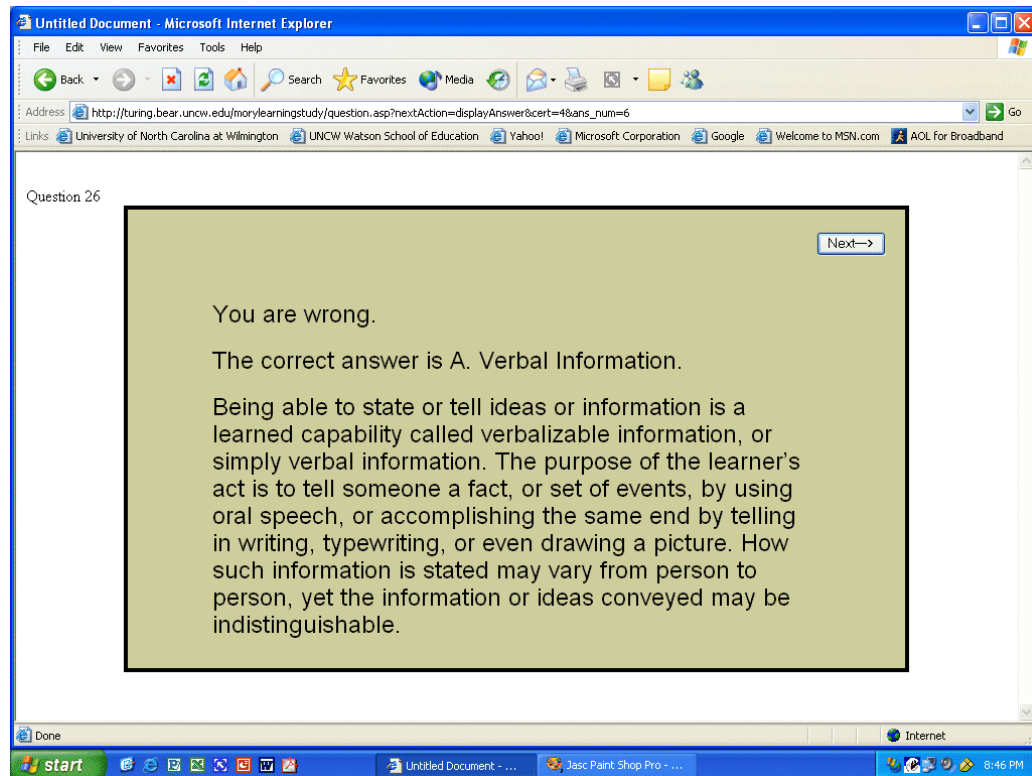 Untitled Document - Microsoft Internet Explorer
File Edit View Favorites Tools Help
Back Search Favorites Media
Address http://turing.bear.uncw.edu/morylearningstudy/question.asp?nextAction=displayAnswer&cert=4&ans_num=6 Go
Links University of North Carolina at Wilmington UNCW Watson School of Education Yahoo! Microsoft Corporation Google Welcome to MSN.com AOL for Broadband
Question 26
Next-->
You are wrong.
The correct answer is A. Verbal Information.
Being able to state or tell ideas or information is a
learned capability called verbalizable information, or
simply verbal information. The purpose of the learner's
act is to tell someone a fact, or set of events, by using
oral speech, or accomplishing the same end by telling
in writing, typewriting, or even drawing a picture. How
such information is stated may vary from person to
person, yet the information or ideas conveyed may be
indistinguishable.
Done Internet
start Untitled Document - ... Jasc Paint Shop Pro - ... 8:46 PM